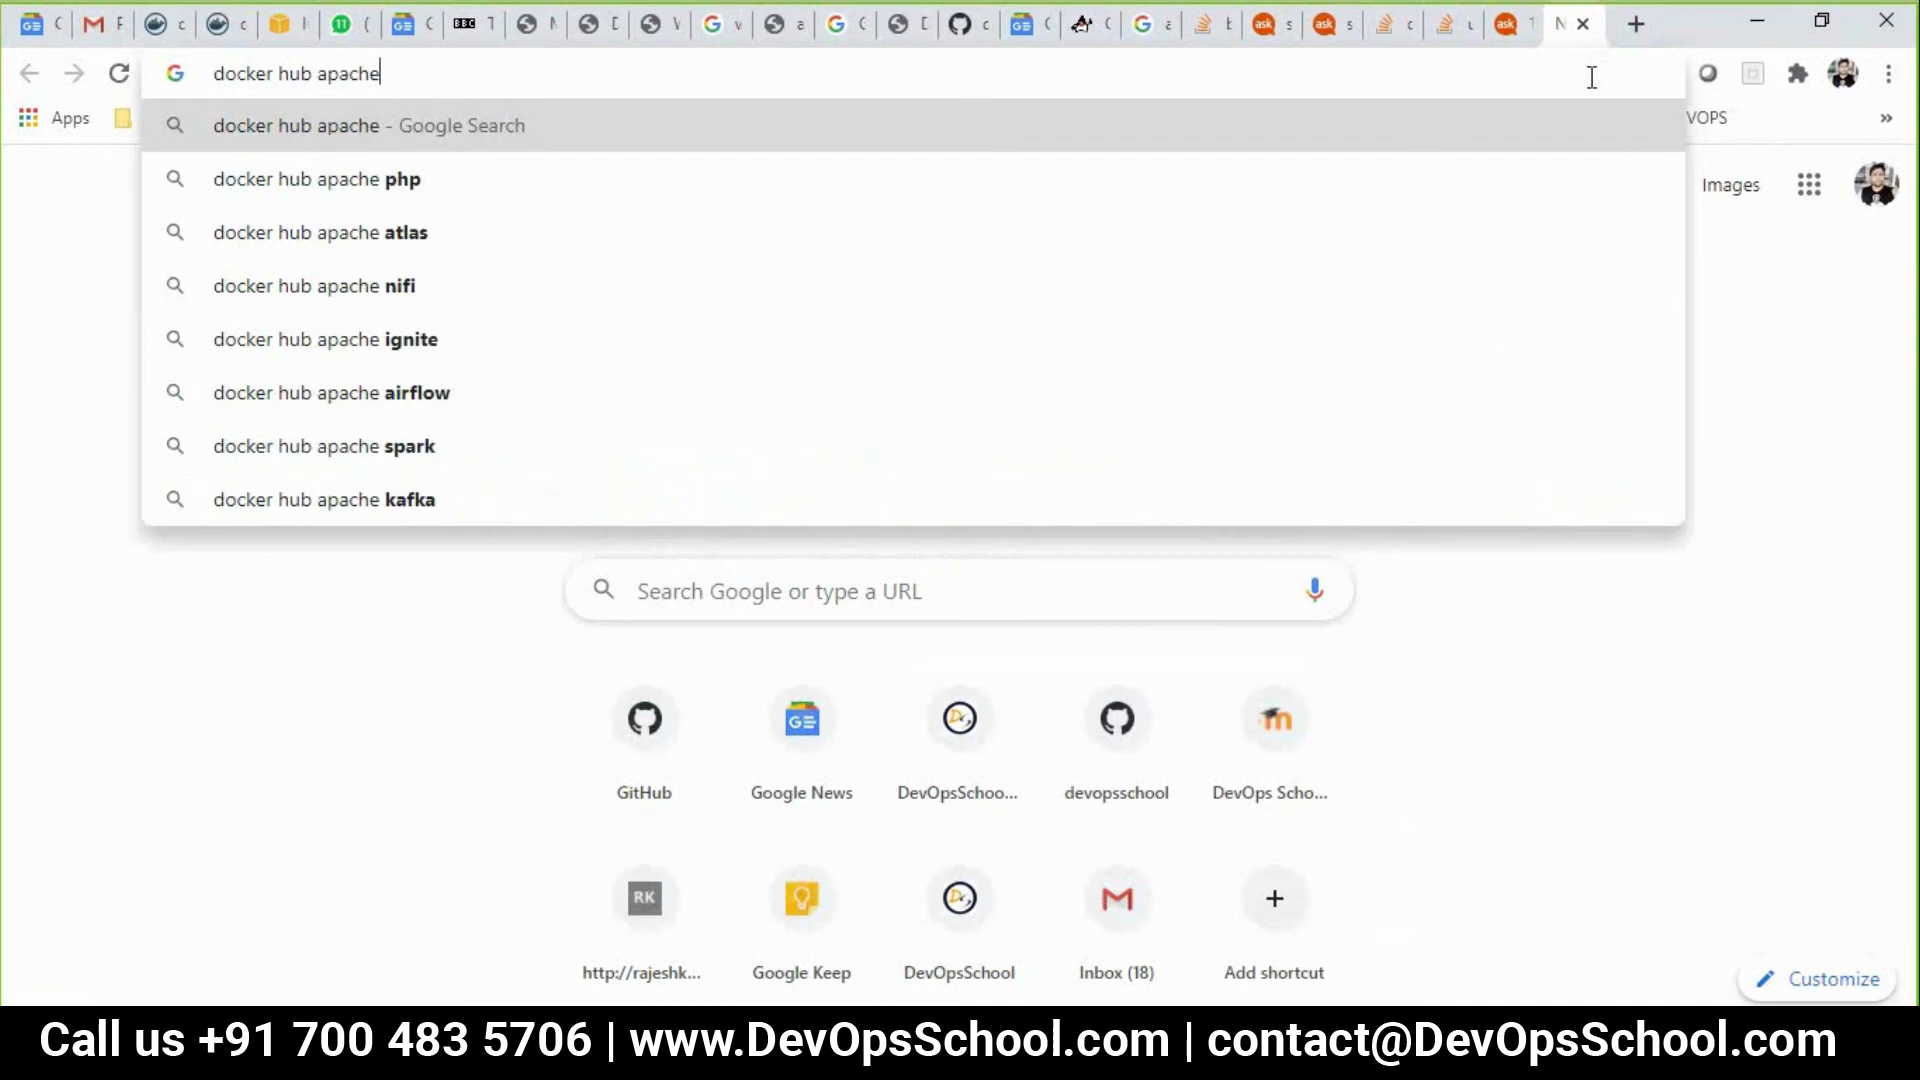 docker hub apache
Apps
VOPS
docker hub apache - Google Search
docker hub apache php
docker hub apache atlas
docker hub apache nifi
docker hub apache ignite
docker hub apache airflow
docker hub apache spark
docker hub apache kafka
Images
Search Google or type a URL
GitHub
Google News
DevOpsSchoo...
devopsschool
DevOps Scho...
RK
http://rajeshk...
Google Keep
DevOpsSchool
Inbox (18)
Add shortcut
Customize
Call us +91 700 483 5706 | www.DevOpsSchool.com | contact@DevOpsSchool.com